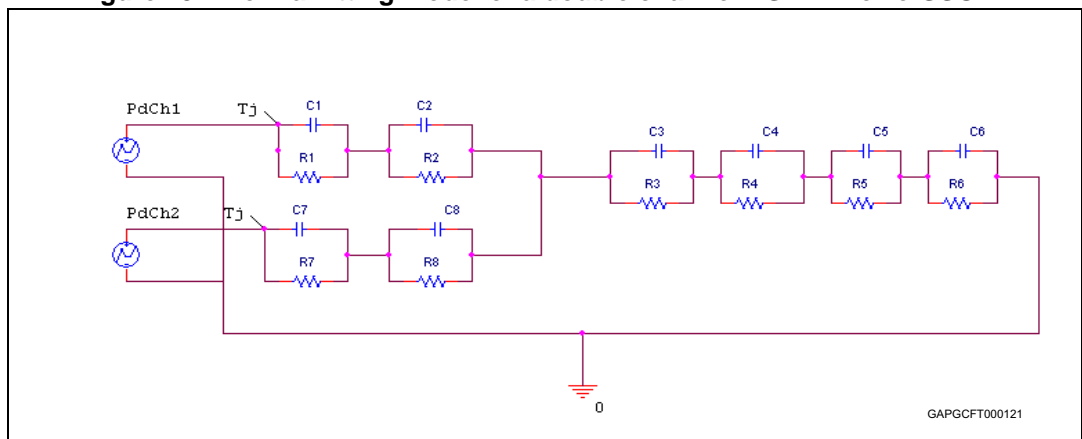 PdCh1
Tj
C1
C2
R1
R2
C3
C4
C5
C6
R3
R4
R5
R6
PdCh2
Tj
C7
C8
R7
R8
0
GAPGCFT000121